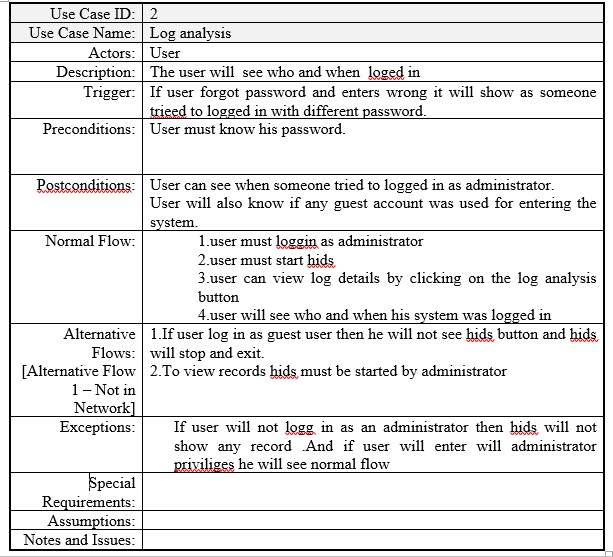 Use Case ID: 2
Use Case Name: Log analysis
Actors: User
Description: The user will see who and when loged in
Trigger: If user forgot password and enters wrong it will show as someone
trieed to logged in with different password.
Preconditions: User must know his password.
Postconditions: User can see when someone tried to logged in as administrator.
User will also know if any guest account was used for entering the
system.
Normal Flow: 1.user must loggin as administrator
2.user must start hids
3.user can view log details by clicking on the log analysis
button
4.user will see who and when his system was logged in
Alternative 1.If user log in as guest user then he will not see hids button and hids
Flows: will stop and exit.
[Alternative Flow 2.To view records hids must be started by administrator
1 – Not in
Network]
Exceptions: If user will not logg in as an administrator then hids will not
show any record .And if user will enter will administrator
priviliges he will see normal flow
Special
Requirements:
Assumptions:
Notes and Issues: